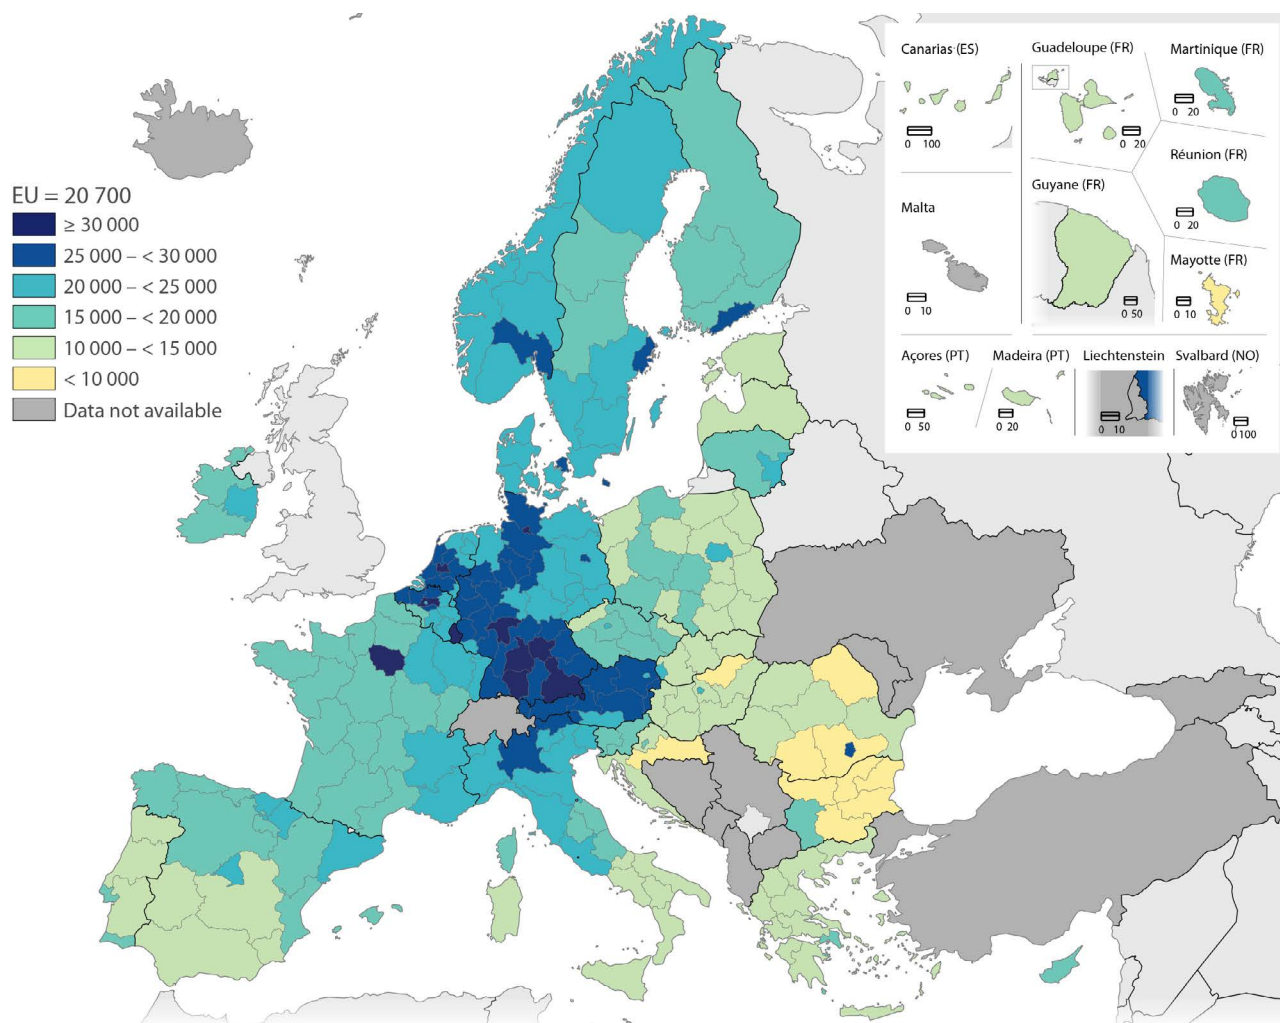 EU = 20 700
≥ 30 000
25 000 – < 30 000
20 000 – < 25 000
15 000 – < 20 000
10 000 – < 15 000
< 10 000
Data not available
Canarias (ES)
0 100
Guadeloupe (FR)
0 20
Martinique (FR)
0 20
Réunion (FR)
0 20
Malta
0 10
Guyane (FR)
0 50
Mayotte (FR)
0 10
Açores (PT)
0 50
Madeira (PT)
0 20
Liechtenstein
0 10
Svalbard (NO)
0 100